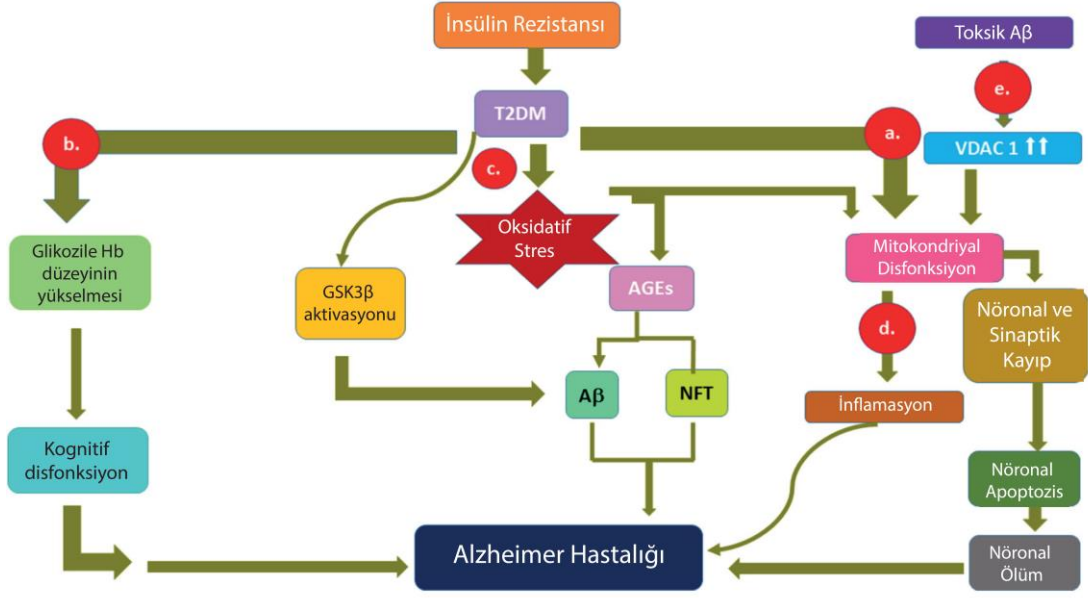 İnsülin Rezistansı
Toksik Aβ
e.
T2DM
b.
a.
VDAC 1 ⬆⬆
c.
Oksidatif
Stres
Glikozile Hb
düzeyinin
yükselmesi
Mitokondriyal
Disfonksiyon
GSK3β
aktivasyonu
AGEs
d.
Nöronal ve
Sinaptik
Kayıp
Aβ
NFT
İnflamasyon
Kognitif
disfonksiyon
Nöronal
Apoptozis
Alzheimer Hastalığı
Nöronal
Ölüm